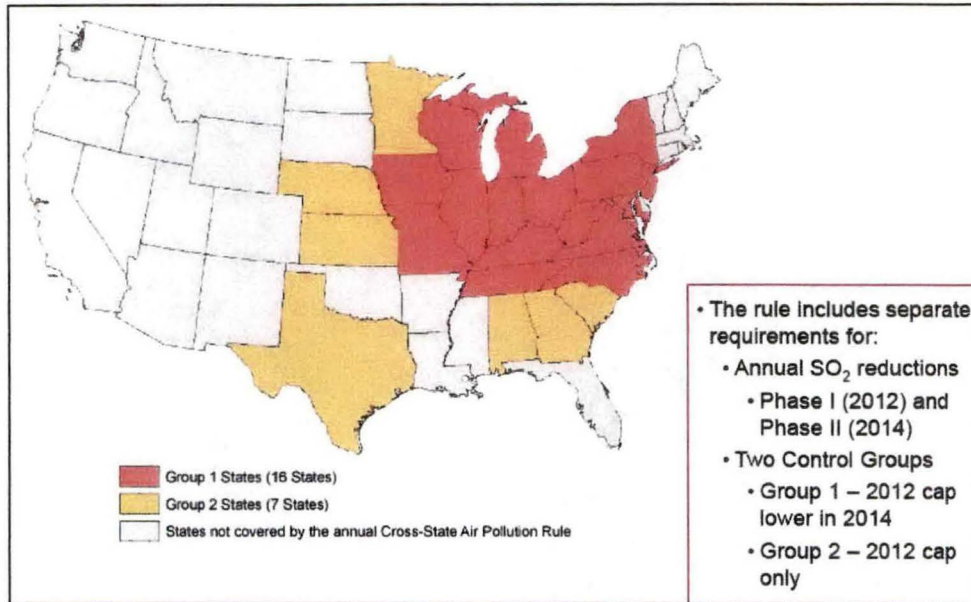 Group 1 States (16 States)
Group 2 States (7 States)
States not covered by the annual Cross-State Air Pollution Rule
• The rule includes separate
requirements for:
• Annual SO₂ reductions
• Phase I (2012) and
Phase II (2014)
• Two Control Groups
• Group 1 – 2012 cap
lower in 2014
• Group 2 – 2012 cap
only